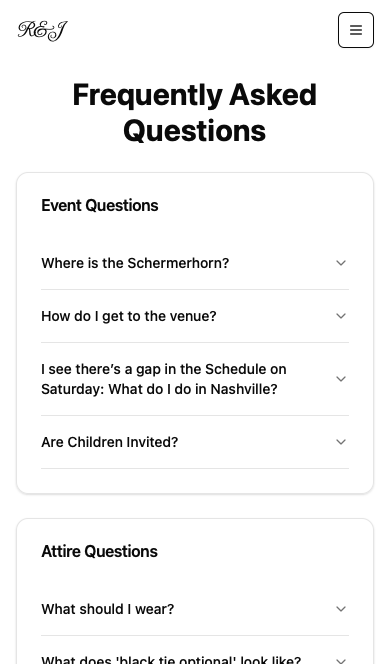 R&J
Frequently Asked
Questions
Event Questions
Where is the Schermerhorn?
How do I get to the venue?
I see there’s a gap in the Schedule on
Saturday: What do I do in Nashville?
Are Children Invited?
Attire Questions
What should I wear?
What does 'black tie optional' look like?